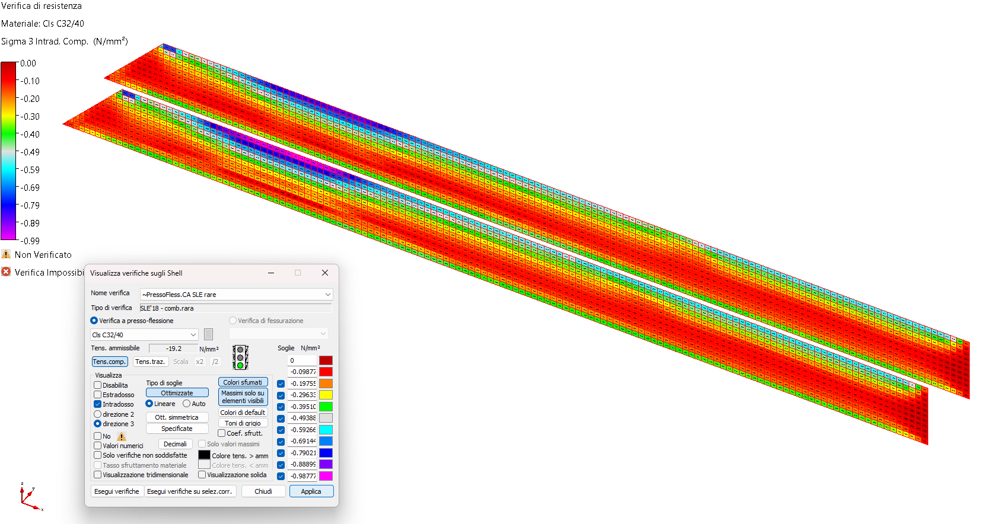 Verifica di resistenza
Materiale: Cls C32/40
Sigma 3 Intrad. Comp. (N/mm²)
0.00
-0.10
-0.20
-0.30
-0.40
-0.49
-0.59
-0.69
-0.79
-0.89
-0.99
Non Verificato
Verifica Impossibi
Visualizza verifiche sugli Shell
Nome verifica ~PressoFless.CA SLE rare
Tipo di verifica SLE'18 - comb.rara
Verifica a presso-flessione Verifica di fessurazione
Cls C32/40
Tens. ammissibile -19.2 N/mm² Soglie N/mm²
Tens.comp. Tens.traz. Scala x2 /2
0
-0.09877
-0.19755
-0.29633
-0.39510
-0.49388
-0.59266
-0.69144
-0.79021
-0.88899
-0.98777
Visualizza
Disabilita
Estradosso
Intradosso
direzione 2
direzione 3
Tipo di soglie
Ottimizzate
Lineare Auto
Ott. simmetrica
Specificate
Colori sfumati
Massimi solo su
elementi visibili
Colori di default
Toni di grigio
Coef. sfrutt.
No
Valori numerici Decimali Solo valori massimi
Solo verifiche non soddisfatte Colore tens. > amm
Tasso sfruttamento materiale Colore tens. < amm
Visualizzazione tridimensionale Visualizzazione solida
Esegui verifiche Esegui verifiche su selez.corr. Chiudi Applica
z
y
x